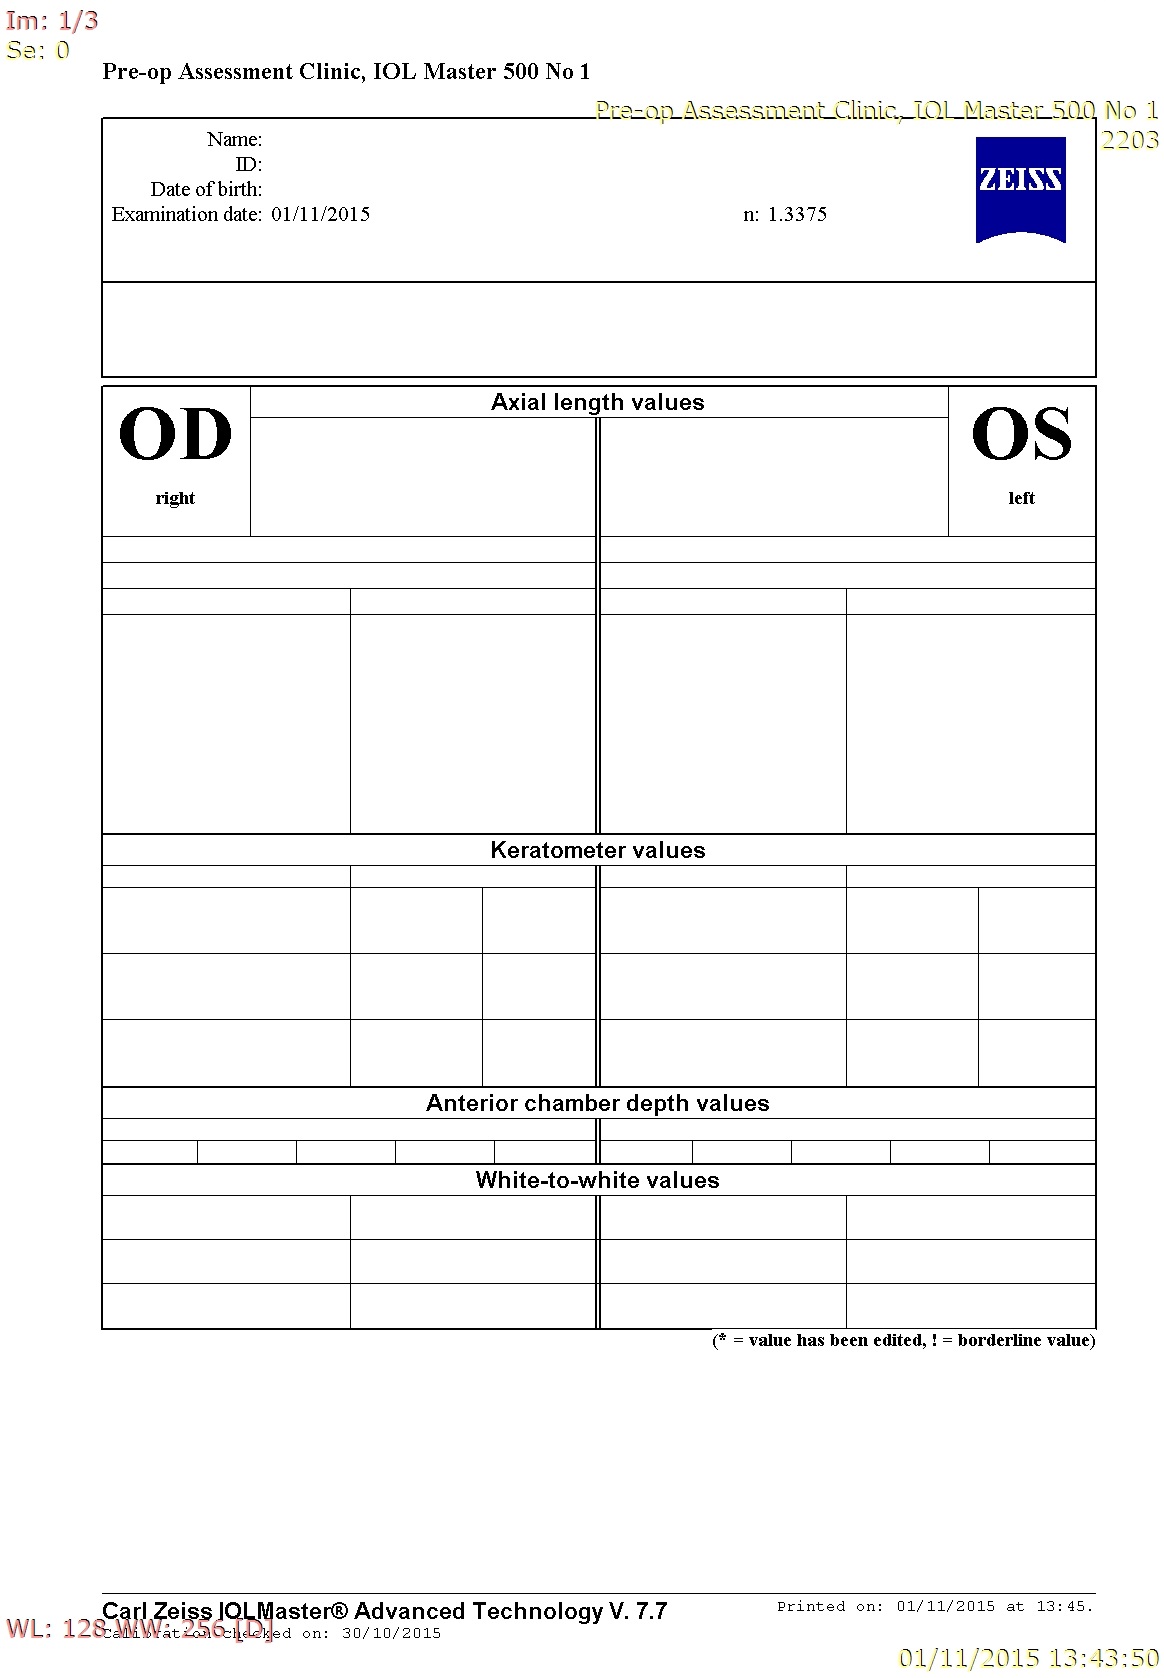 Im: 1/3
Se: 0
Pre-op Assessment Clinic, IOL Master 500 No 1
Pre-op Assessment Clinic, IOL Master 500 No 1
2203
Name:
ID:
Date of birth:
Examination date: 01/11/2015 n: 1.3375
ZEISS
OD
right
Axial length values
OS
left
Keratometer values
Anterior chamber depth values
White-to-white values
(* = value has been edited, ! = borderline value)
Carl Zeiss IOLMaster® Advanced Technology V. 7.7
Printed on: 01/11/2015 at 13:45.
WL: 128 WW: 256 [D]
Calibration checked on: 30/10/2015
01/11/2015 13:43:50